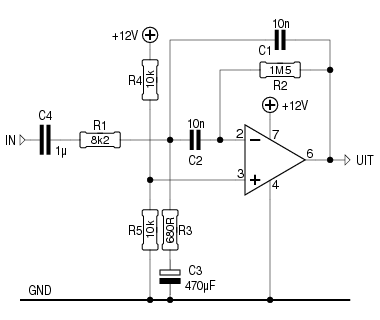 +12V
10n
C1
R4
10k
1M5
R2
+12V
C4
R1
10n
IN
1µ
8k2
C2
2
7
6
UIT
3
4
R5
10k
680R
R3
C3
470µF
GND